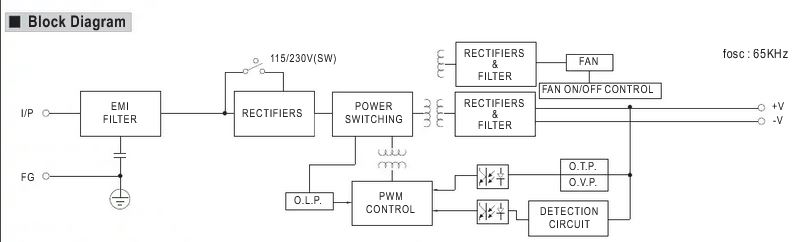 ■ Block Diagram
115/230V(SW)
RECTIFIERS
&
FILTER
FAN
fosc : 65KHz
FAN ON/OFF CONTROL
I/P
EMI
FILTER
RECTIFIERS
POWER
SWITCHING
RECTIFIERS
&
FILTER
+V
-V
FG
O.L.P.
PWM
CONTROL
O.T.P.
O.V.P.
DETECTION
CIRCUIT